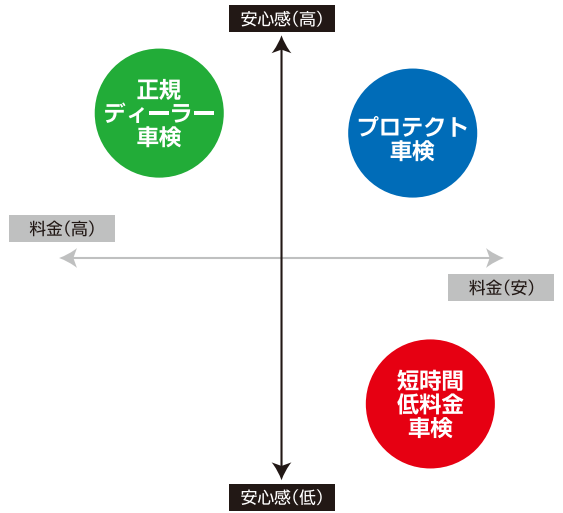 安心感(高)
正規
ディーラー
車検
プロテクト
車検
料金(高)
料金(安)
短時間
低料金
車検
安心感(低)